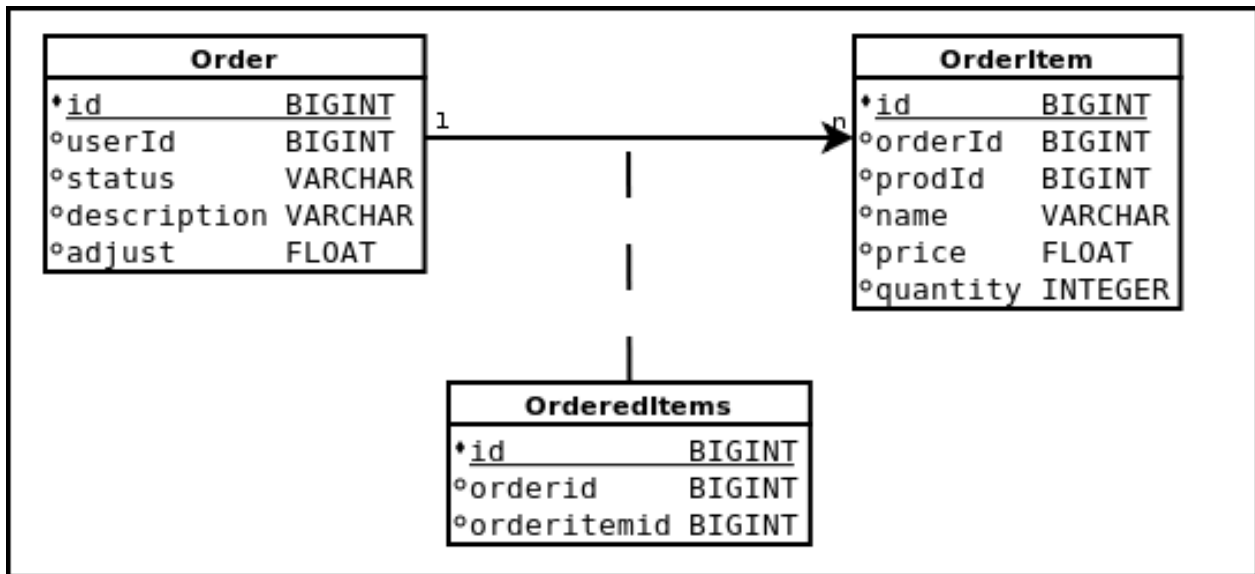 Order
id BIGINT
userId BIGINT
status VARCHAR
description VARCHAR
adjust FLOAT
1
n
OrderItem
id BIGINT
orderId BIGINT
prodId BIGINT
name VARCHAR
price FLOAT
quantity INTEGER
OrderedItems
id BIGINT
orderid BIGINT
orderitemid BIGINT